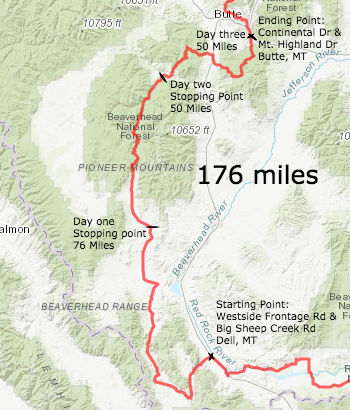 10795 ft
Butte
Ending Point:
Continental Dr &
Mt. Highland Dr
Butte, MT
Day three
50 Miles
Jefferson River
Day two
Stopping Point
50 Miles
Beaverhead
National
Forest
10652 ft
PIONEER MOUNTAINS
176 miles
Day one
Stopping point
76 Miles
almon
Beaverhead River
BEAVERHEAD RANGE
Red Rock River
Starting Point:
Westside Frontage Rd &
Big Sheep Creek Rd
Dell, MT
LEMH